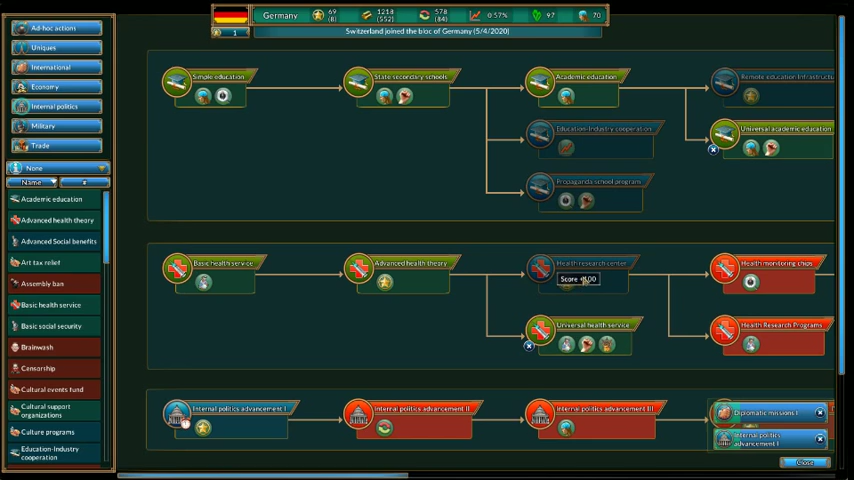 Germany
69
(8)
1218
(552)
578
(84)
0.57%
97
70
1
Switzerland joined the bloc of Germany (5/4/2020)
Ad-hoc actions
Uniques
International
Economy
Internal politics
Military
Trade
None
Name
Academic education
Advanced health theory
Advanced Social benefits
Art tax relief
Assembly ban
Basic health service
Basic social security
Brainwash
Censorship
Cultural events fund
Cultural support
organizations
Culture programs
Education-Industry
cooperation
Simple education
State secondary schools
Academic education
Remote education Infrastructu
Education-Industry cooperation
Universal academic education
Propaganda school program
Basic health service
Advanced health theory
Health research center
Health monitoring chips
Universal health service
Health Research Programs
Internal politics advancement I
Internal politics advancement II
Internal politics advancement III
Diplomatic missions I
Internal politics
advancement I
Close